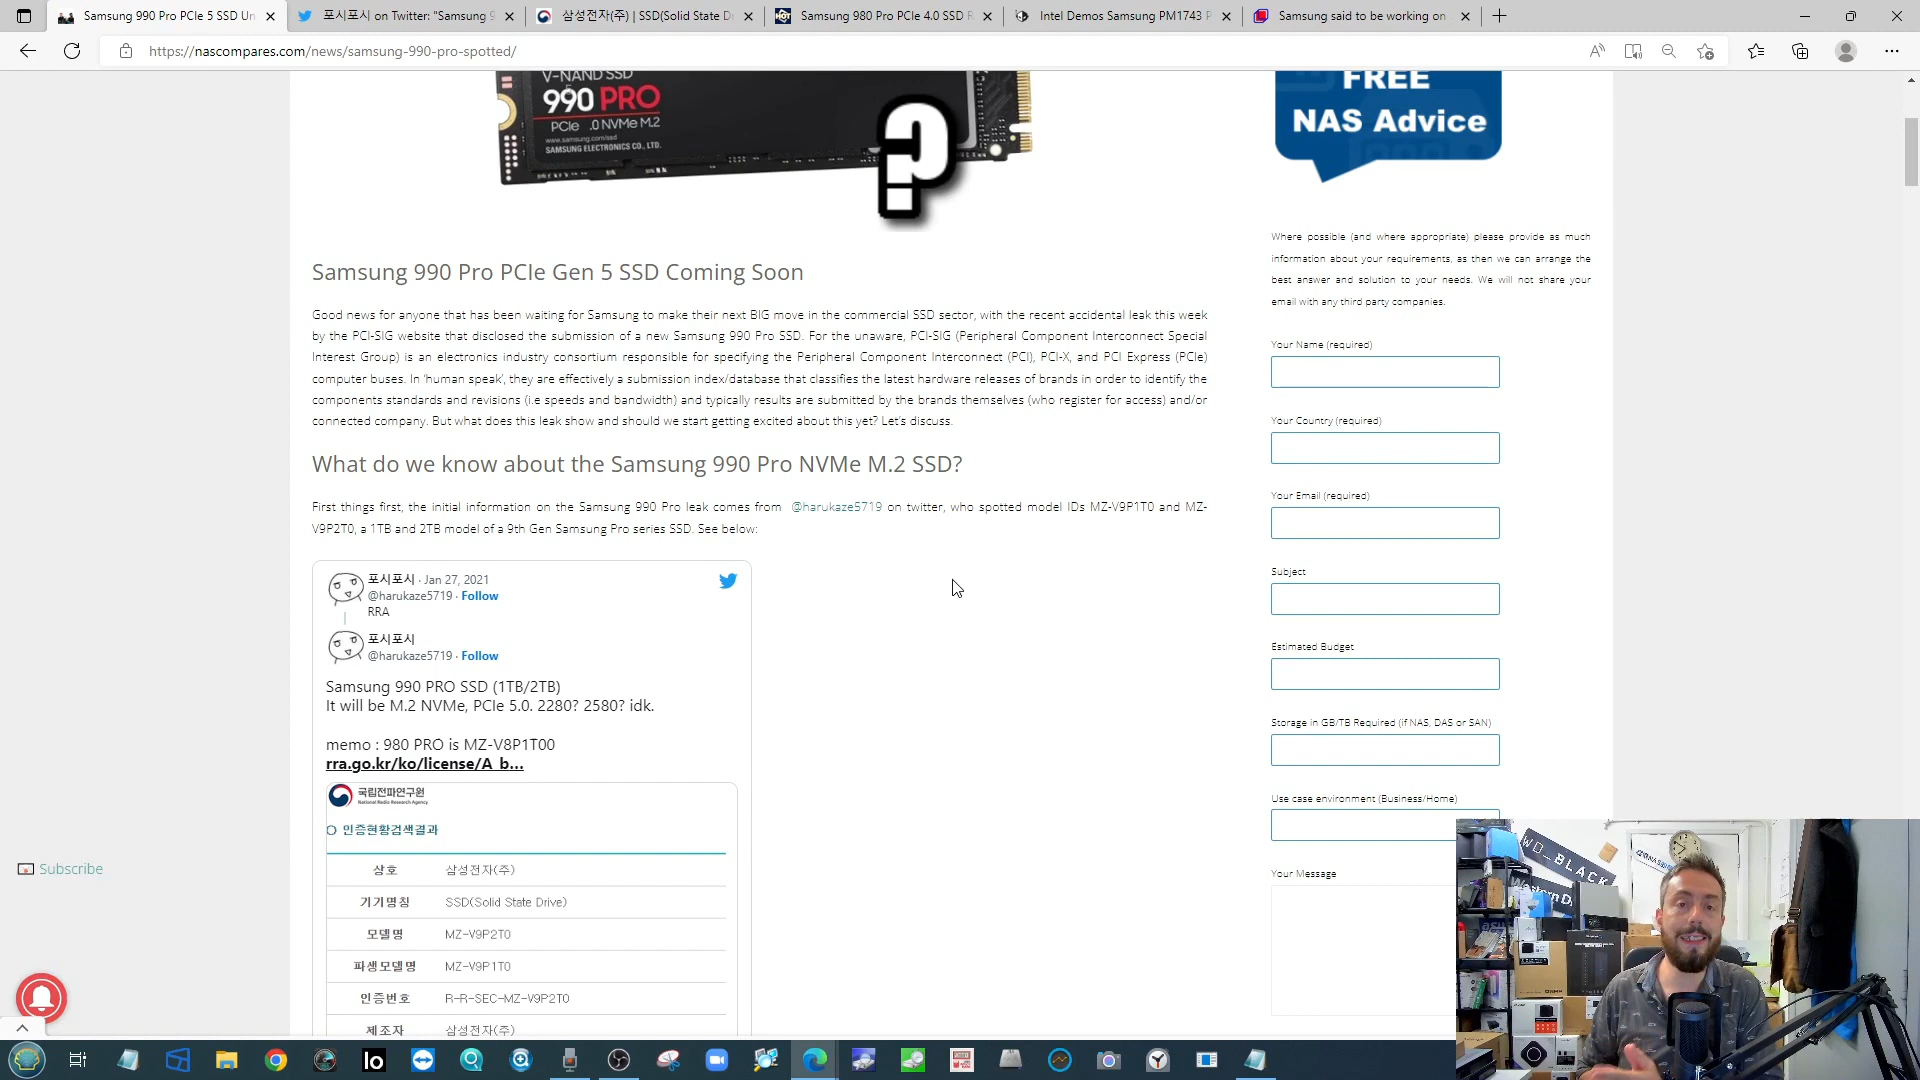 Samsung 990 Pro PCIe 5 SSD Un
포시포시 on Twitter: "Samsung 9
삼성전자(주) | SSD(Solid State D
Samsung 980 Pro PCIe 4.0 SSD R
Intel Demos Samsung PM1743 P
Samsung said to be working on
https://nascompares.com/news/samsung-990-pro-spotted/
V-NAND SSD
990 PRO
PCIe .0 NVMe M.2
www.samsung.com/ssd
SAMSUNG ELECTRONICS CO., LTD.
?
Samsung 990 Pro PCIe Gen 5 SSD Coming Soon
Good news for anyone that has been waiting for Samsung to make their next BIG move in the commercial SSD sector, with the recent accidental leak this week
by the PCI-SIG website that disclosed the submission of a new Samsung 990 Pro SSD. For the unaware, PCI-SIG (Peripheral Component Interconnect Special
Interest Group) is an electronics industry consortium responsible for specifying the Peripheral Component Interconnect (PCI), PCI-X, and PCI Express (PCIe)
computer buses. In 'human speak', they are effectively a submission index/database that classifies the latest hardware releases of brands in order to identify the
components standards and revisions (i.e speeds and bandwidth) and typically results are submitted by the brands themselves (who register for access) and/or
connected company. But what does this leak show and should we start getting excited about this yet? Let's discuss.
What do we know about the Samsung 990 Pro NVMe M.2 SSD?
First things first, the initial information on the Samsung 990 Pro leak comes from @harukaze5719 on twitter, who spotted model IDs MZ-V9P1T0 and MZ-
V9P2T0, a 1TB and 2TB model of a 9th Gen Samsung Pro series SSD. See below:
포시포시 · Jan 27, 2021
@harukaze5719 · Follow
RRA
포시포시
@harukaze5719 · Follow
Samsung 990 PRO SSD (1TB/2TB)
It will be M.2 NVMe, PCIe 5.0. 2280? 2580? idk.
memo : 980 PRO is MZ-V8P1T00
rra.go.kr/ko/license/A_b...
국립전파연구원
National Radio Research Agency
인증현황검색결과
상호 삼성전자(주)
기기명칭 SSD(Solid State Drive)
모델명 MZ-V9P2T0
파생모델명 MZ-V9P1T0
인증번호 R-R-SEC-MZ-V9P2T0
제조자 삼성전자(주)
FREE
NAS Advice
Where possible (and where appropriate) please provide as much
information about your requirements, as then we can arrange the
best answer and solution to your needs. We will not share your
email with any third party companies.
Your Name (required)
Your Country (required)
Your Email (required)
Subject
Estimated Budget
Storage in GB/TB Required (if NAS, DAS or SAN)
Use case environment (Business/Home)
Your Message
Subscribe
WD_BLACK
Western D